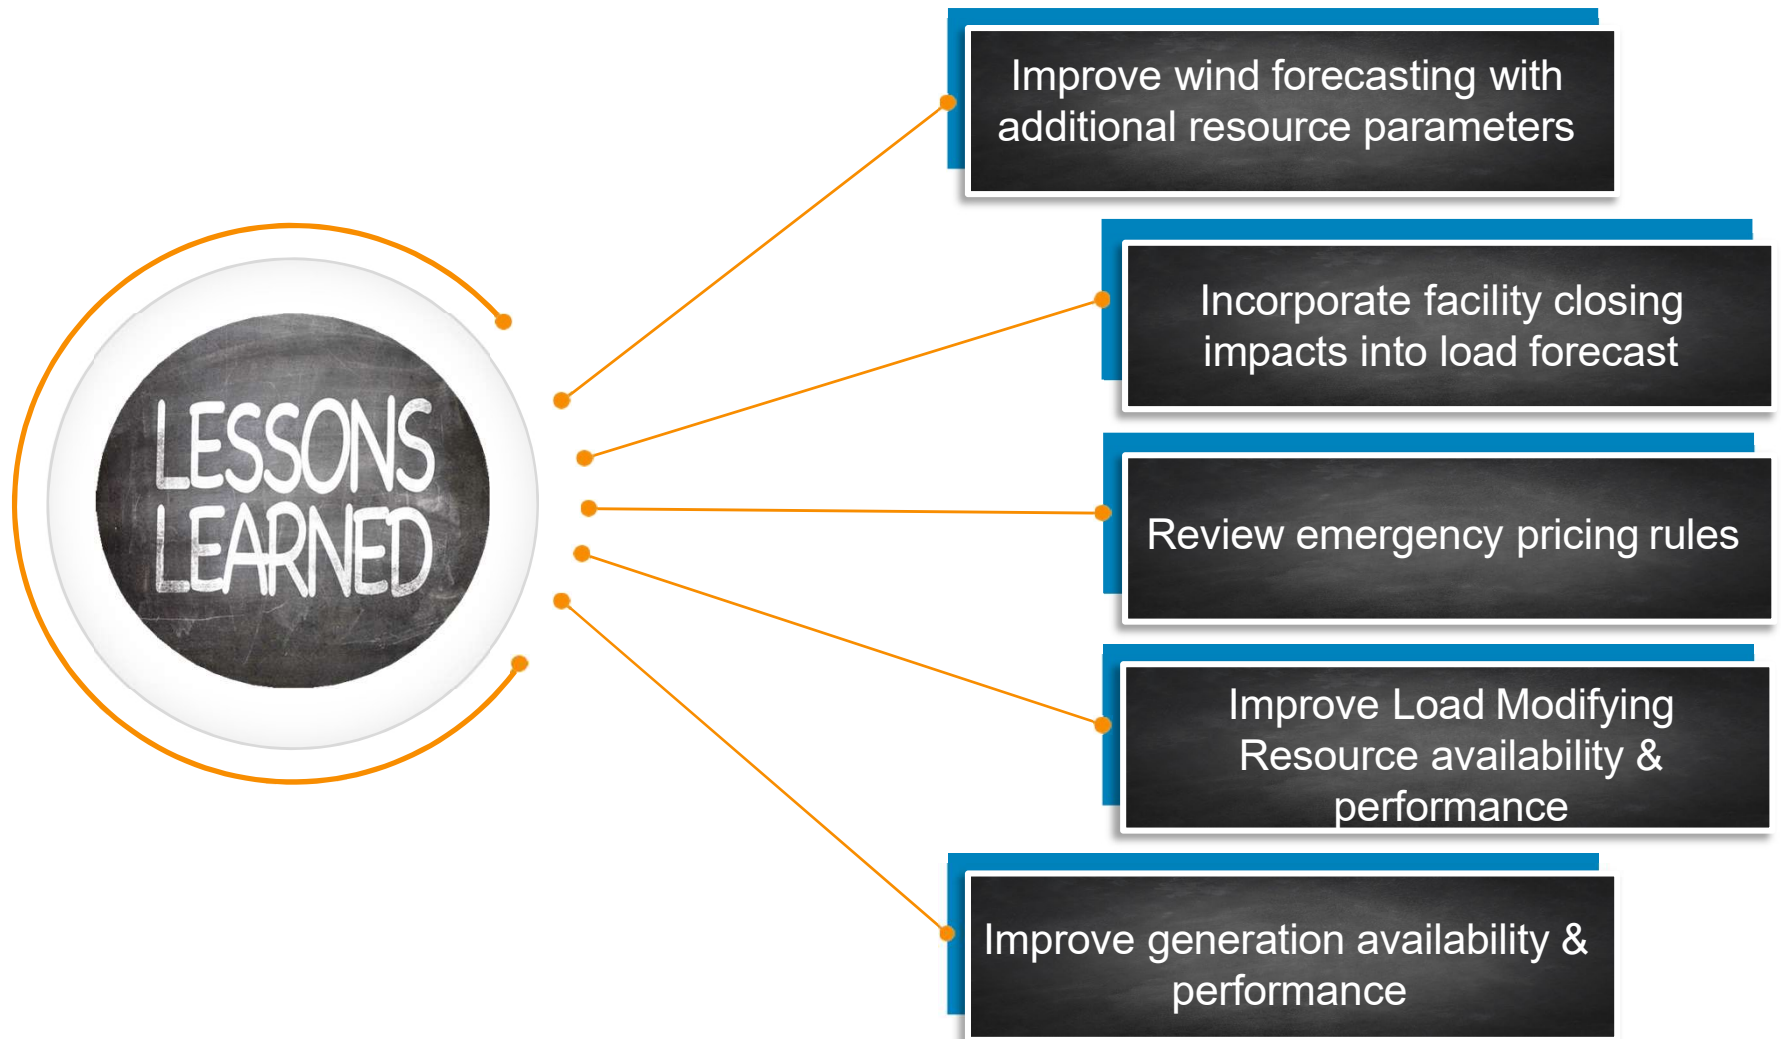 LESSONS
LEARNED
Improve wind forecasting with
additional resource parameters
Incorporate facility closing
impacts into load forecast
Review emergency pricing rules
Improve Load Modifying
Resource availability &
performance
Improve generation availability &
performance